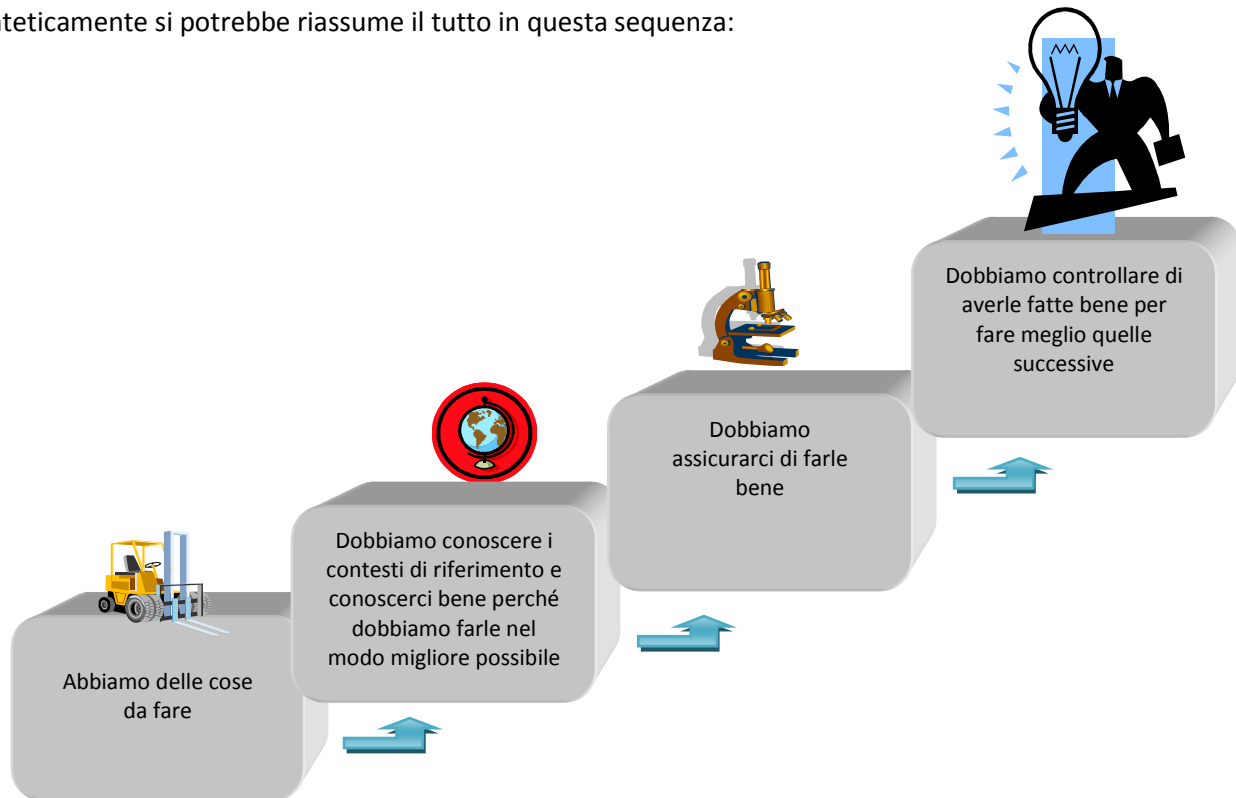 teticamente si potrebbe riassume il tutto in questa sequenza:
Abbiamo delle cose
da fare
Dobbiamo conoscere i
contesti di riferimento e
conoscerci bene perché
dobbiamo farle nel
modo migliore possibile
Dobbiamo
assicurarci di farle
bene
Dobbiamo controllare di
averle fatte bene per
fare meglio quelle
successive